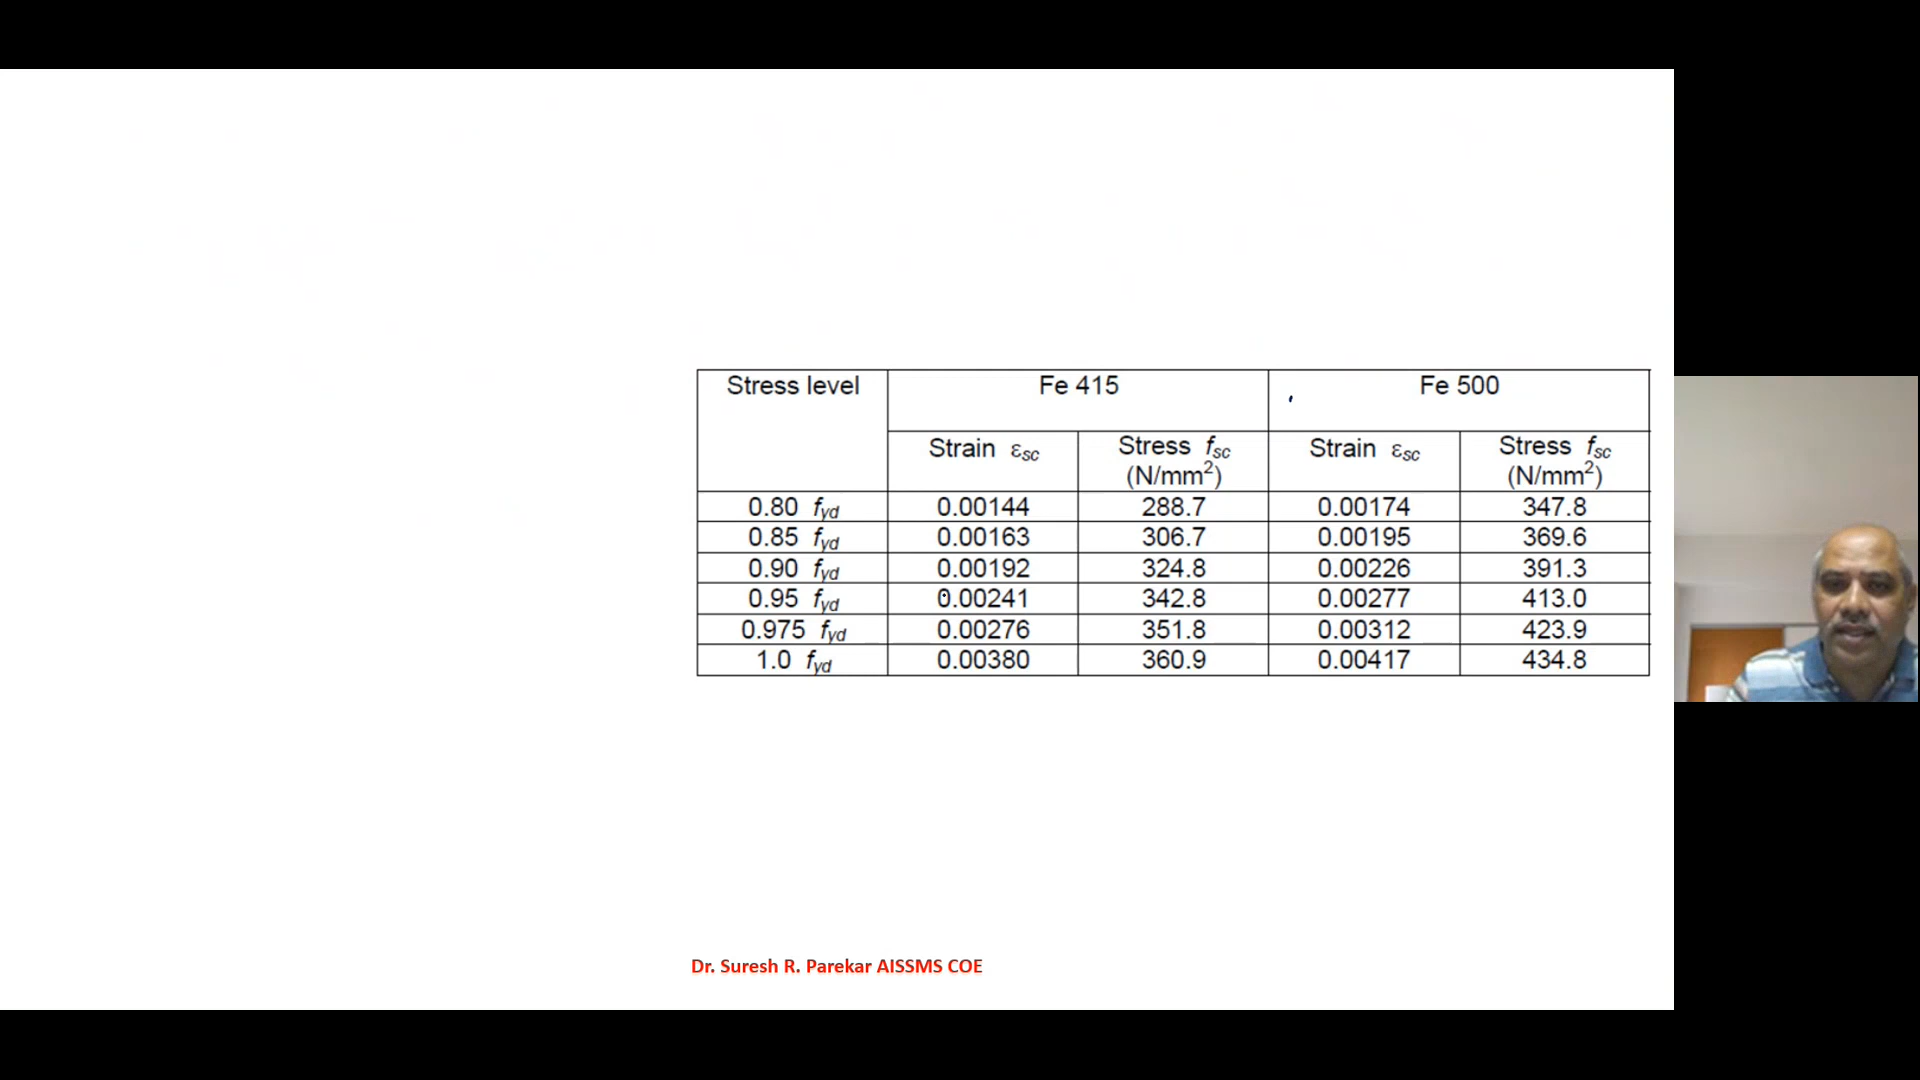 Stress level Fe 415 Fe 500
Strain εsc Stress fsc (N/mm²) Strain εsc Stress fsc (N/mm²)
0.80 fyd 0.00144 288.7 0.00174 347.8
0.85 fyd 0.00163 306.7 0.00195 369.6
0.90 fyd 0.00192 324.8 0.00226 391.3
0.95 fyd 0.00241 342.8 0.00277 413.0
0.975 fyd 0.00276 351.8 0.00312 423.9
1.0 fyd 0.00380 360.9 0.00417 434.8
Dr. Suresh R. Parekar AISSMS COE